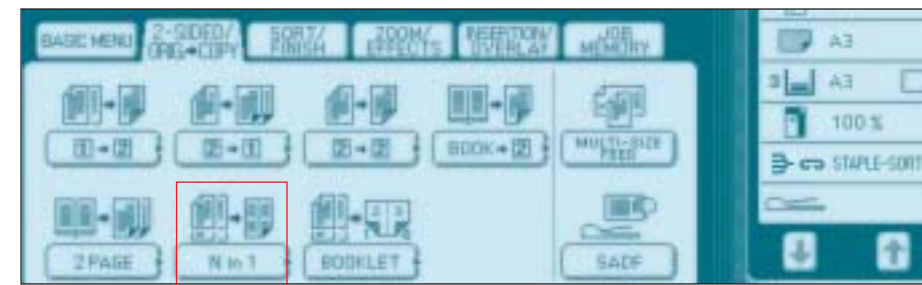 BASIC MENU
2-SIDED/
ORIG➡COPY
SORT/
FINISH
ZOOM/
EFFECTS
INSERTION/
OVERLAY
JOB
MEMORY
1➡2
2➡1
2➡2
BOOK➡2
MULTI-SIZE
FEED
2 PAGE
N in 1
BOOKLET
SADF
A3
3 A3
100 %
STAPLE-SORT